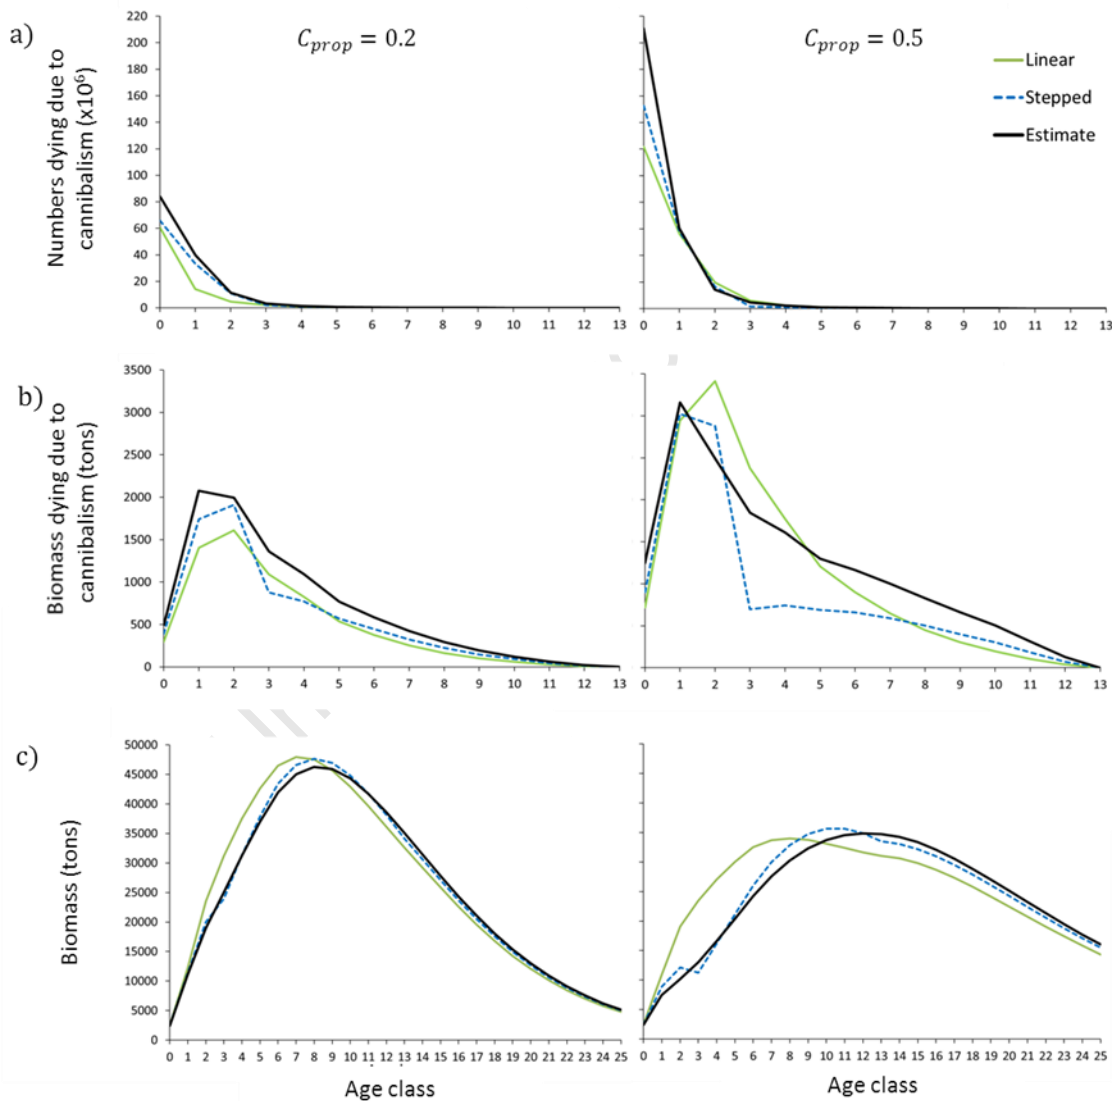 a)
Numbers dying due to
cannibalism (x10⁶)
C_prop = 0.2
C_prop = 0.5
Linear
Stepped
Estimate
220
200
180
160
140
120
100
80
60
40
20
0
0 1 2 3 4 5 6 7 8 9 10 11 12 13
0 1 2 3 4 5 6 7 8 9 10 11 12 13
b)
Biomass dying due to
cannibalism (tons)
3500
3000
2500
2000
1500
1000
500
0
0 1 2 3 4 5 6 7 8 9 10 11 12 13
0 1 2 3 4 5 6 7 8 9 10 11 12 13
c)
Biomass (tons)
50000
45000
40000
35000
30000
25000
20000
15000
10000
5000
0
0 1 2 3 4 5 6 7 8 9 10 11 12 13 14 15 16 17 18 19 20 21 22 23 24 25
0 1 2 3 4 5 6 7 8 9 10 11 12 13 14 15 16 17 18 19 20 21 22 23 24 25
Age class
Age class